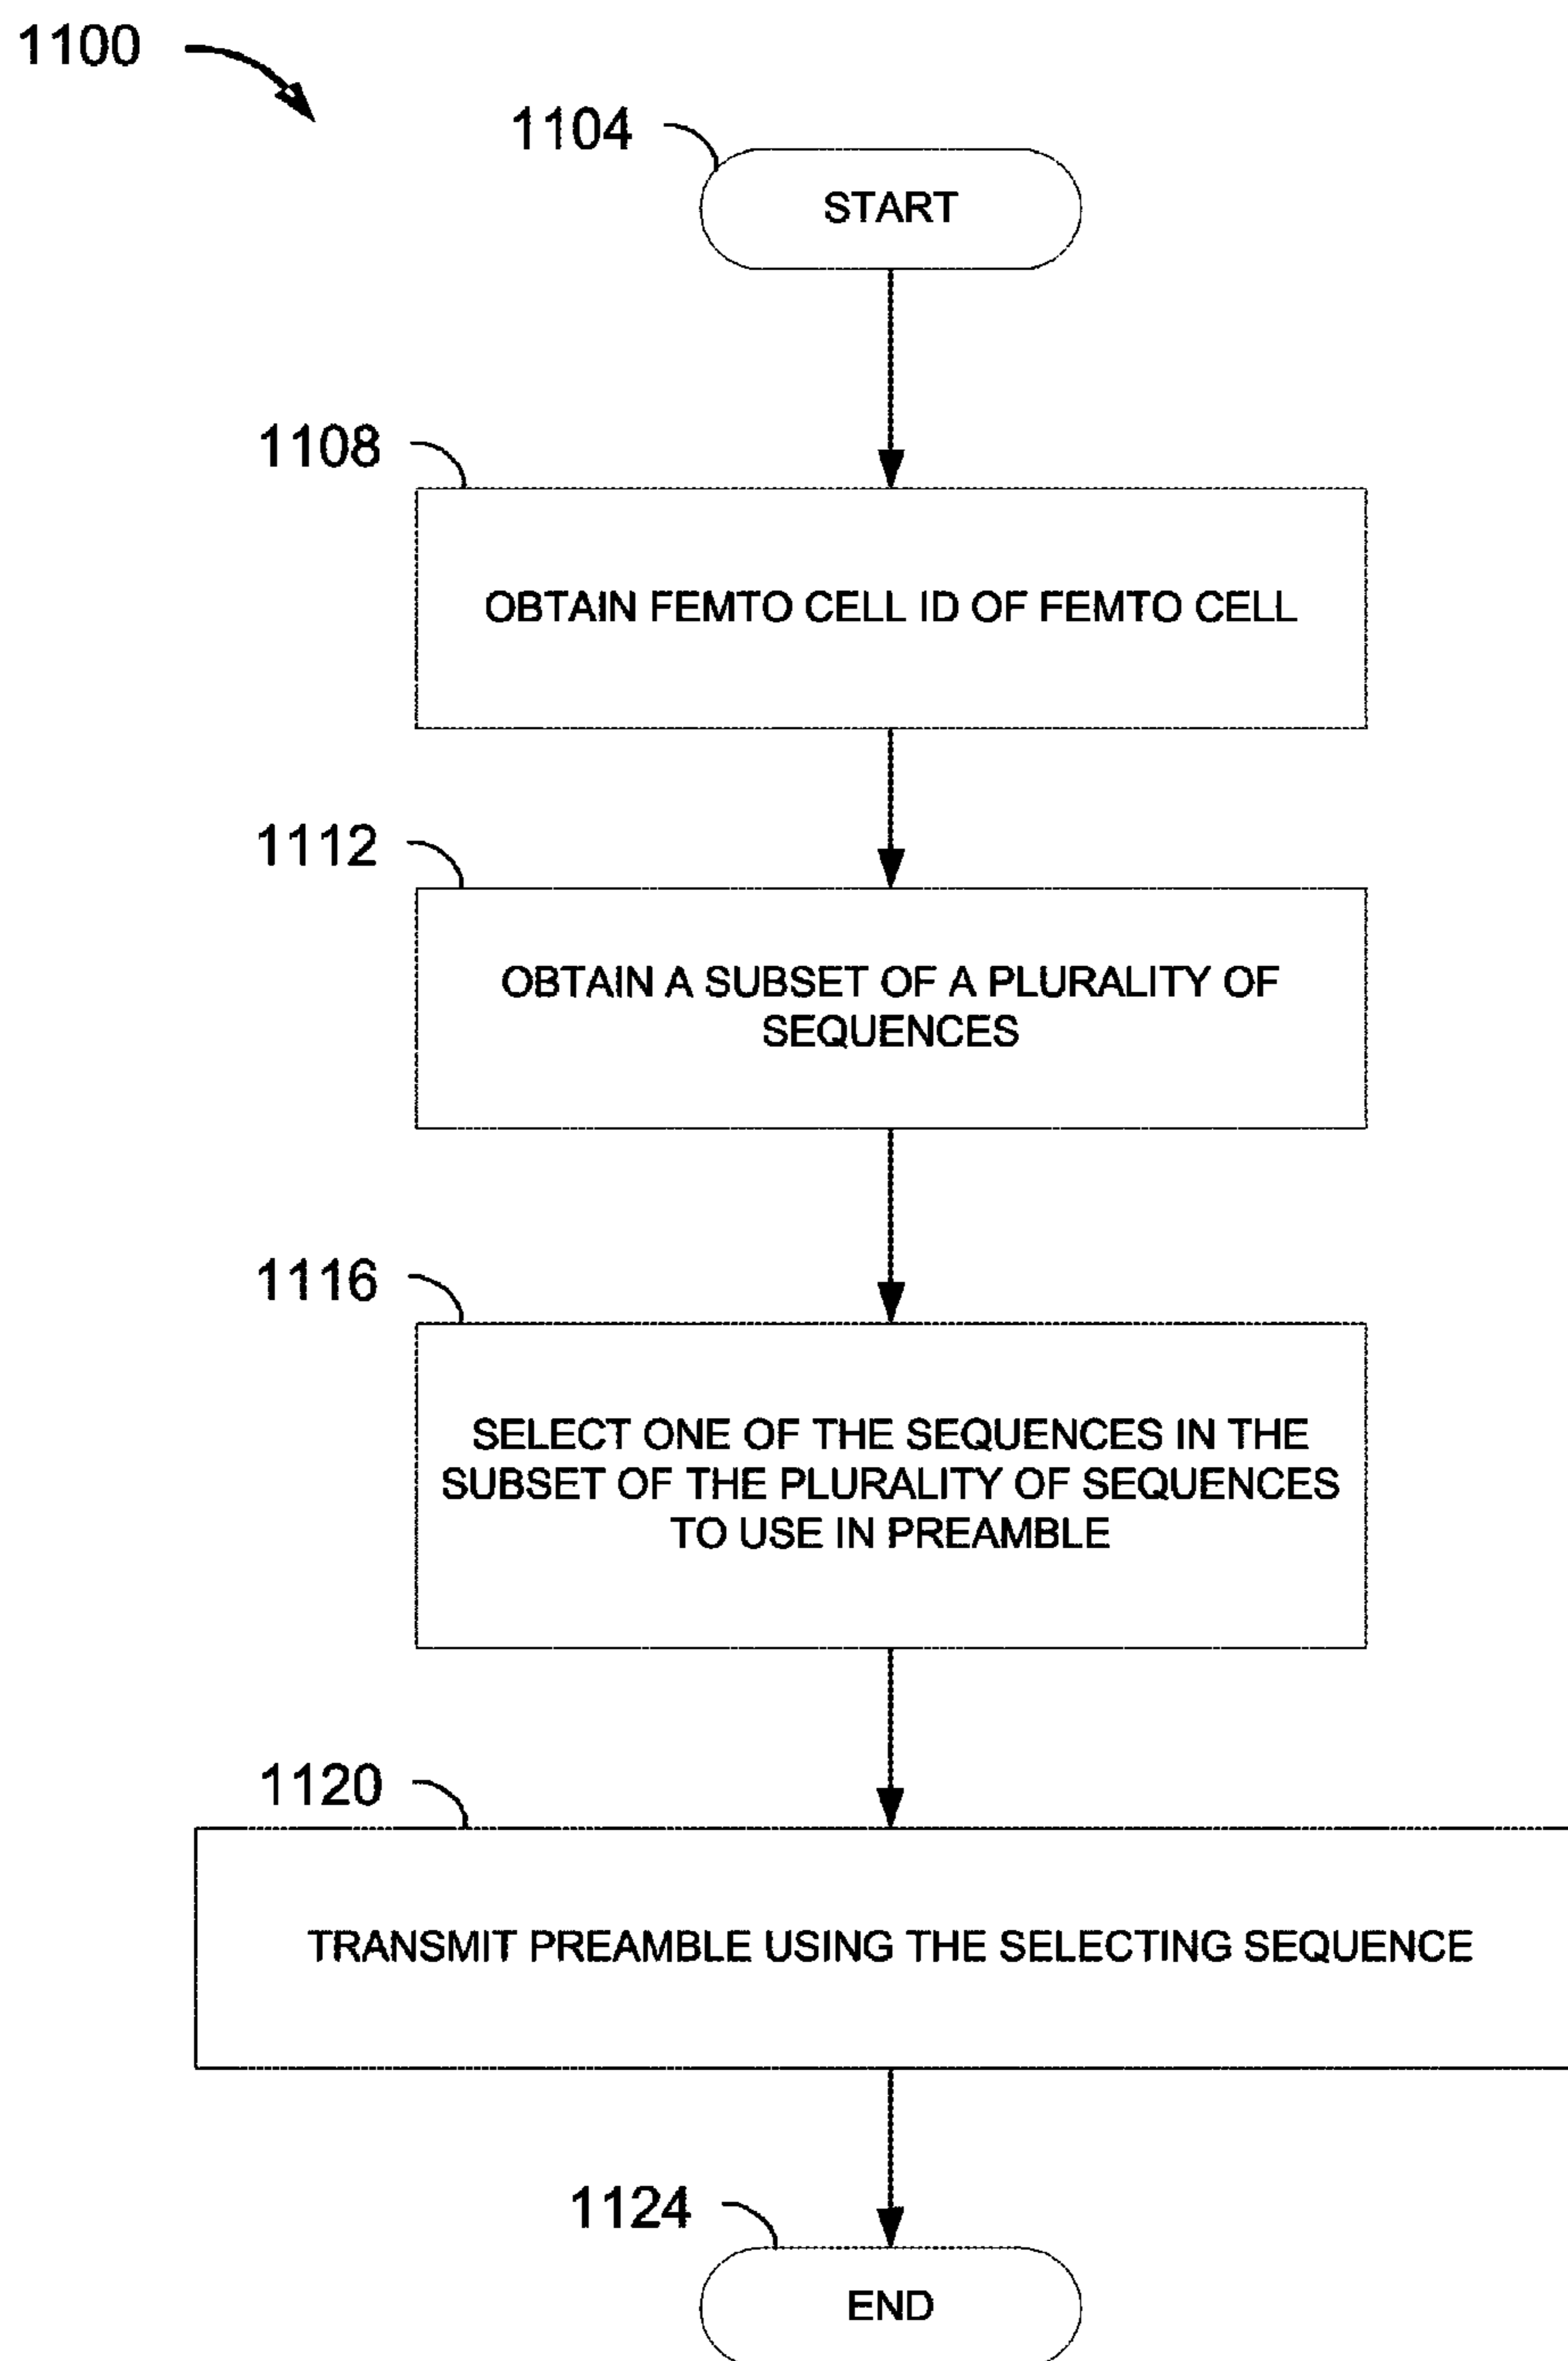 1100
1104
START
1108
OBTAIN FEMTO CELL ID OF FEMTO CELL
1112
OBTAIN A SUBSET OF A PLURALITY OF
SEQUENCES
1116
SELECT ONE OF THE SEQUENCES IN THE
SUBSET OF THE PLURALITY OF SEQUENCES
TO USE IN PREAMBLE
1120
TRANSMIT PREAMBLE USING THE SELECTING SEQUENCE
1124
END